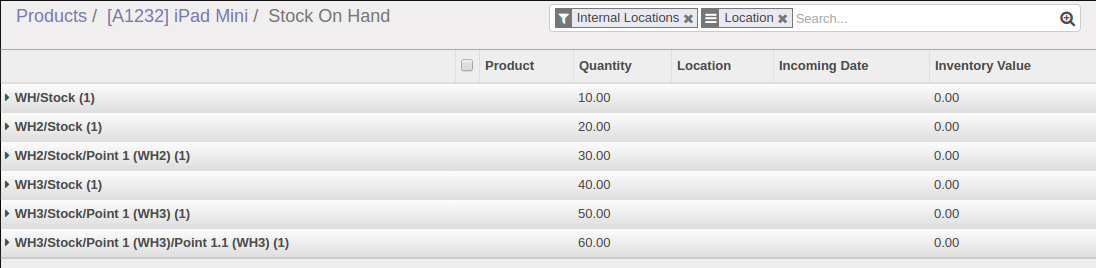 Products / [A1232] iPad Mini / Stock On Hand
Internal Locations × Location × Search...
Product Quantity Location Incoming Date Inventory Value
WH/Stock (1) 10.00 0.00
WH2/Stock (1) 20.00 0.00
WH2/Stock/Point 1 (WH2) (1) 30.00 0.00
WH3/Stock (1) 40.00 0.00
WH3/Stock/Point 1 (WH3) (1) 50.00 0.00
WH3/Stock/Point 1 (WH3)/Point 1.1 (WH3) (1) 60.00 0.00